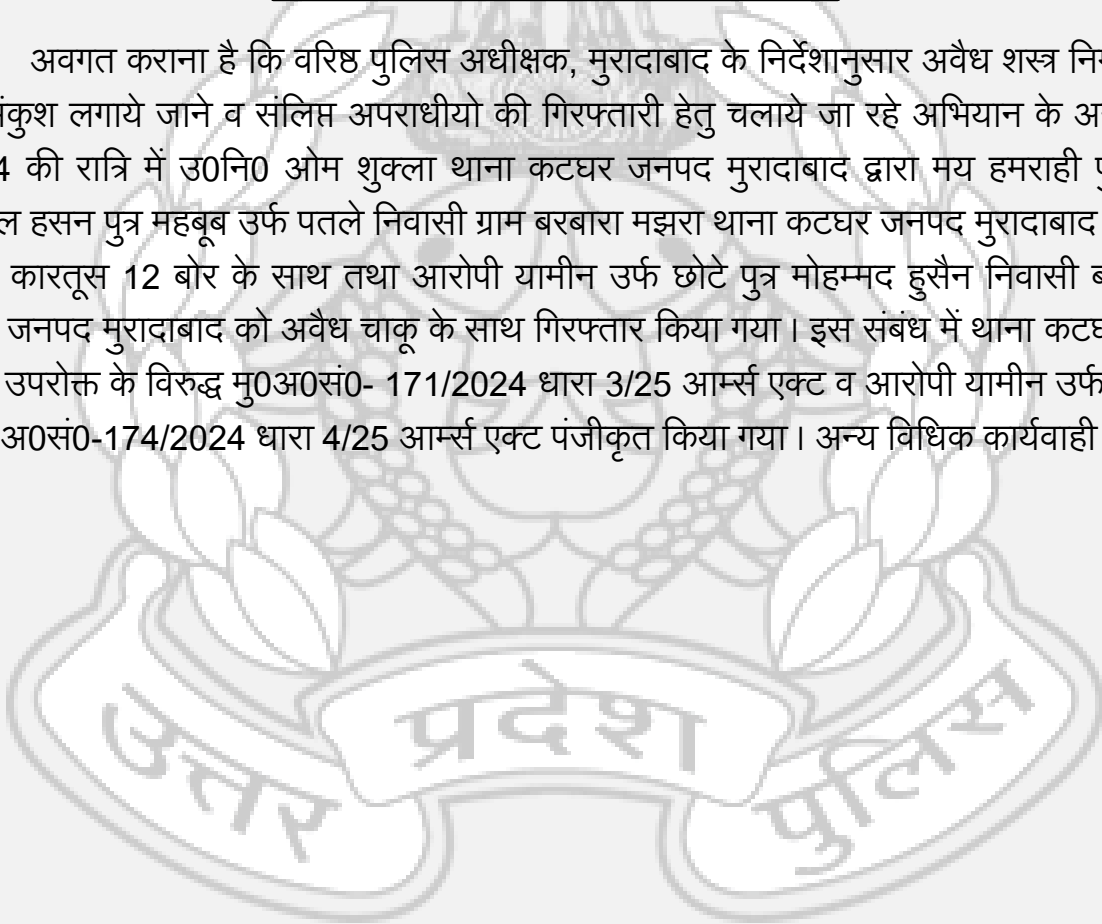 अवगत कराना है कि वरिष्ठ पुलिस अधीक्षक, मुरादाबाद के निर्देशानुसार अवैध शस्त्र
लगाये जाने व संलिप्त अपराधीयो की गिरफ्तारी हेतु चलाये जा रहे अभियान के
4 की रात्रि में उ0नि0 ओम शुक्ला थाना कटघर जनपद मुरादाबाद द्वारा मय हमराही
हसन पुत्र महबूब उर्फ पतले निवासी ग्राम बरबारा मझरा थाना कटघर जनपद मुरादाबाद
कारतूस 12 बोर के साथ तथा आरोपी यामीन उर्फ छोटे पुत्र मोहम्मद हुसैन निवासी
जनपद मुरादाबाद को अवैध चाकू के साथ गिरफ्तार किया गया। इस संबंध में थाना
उपरोक्त के विरुद्ध मु0अ0सं0- 171/2024 धारा 3/25 आर्म्स एक्ट व आरोपी यामीन उर्फ
अ0सं0-174/2024 धारा 4/25 आर्म्स एक्ट पंजीकृत किया गया। अन्य विधिक कार्यवाही
उत्तर प्रदेश पुलिस